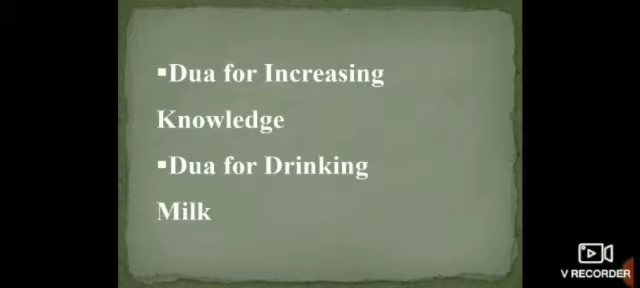 ▪Dua for Increasing
Knowledge
▪Dua for Drinking
Milk
V RECORDER